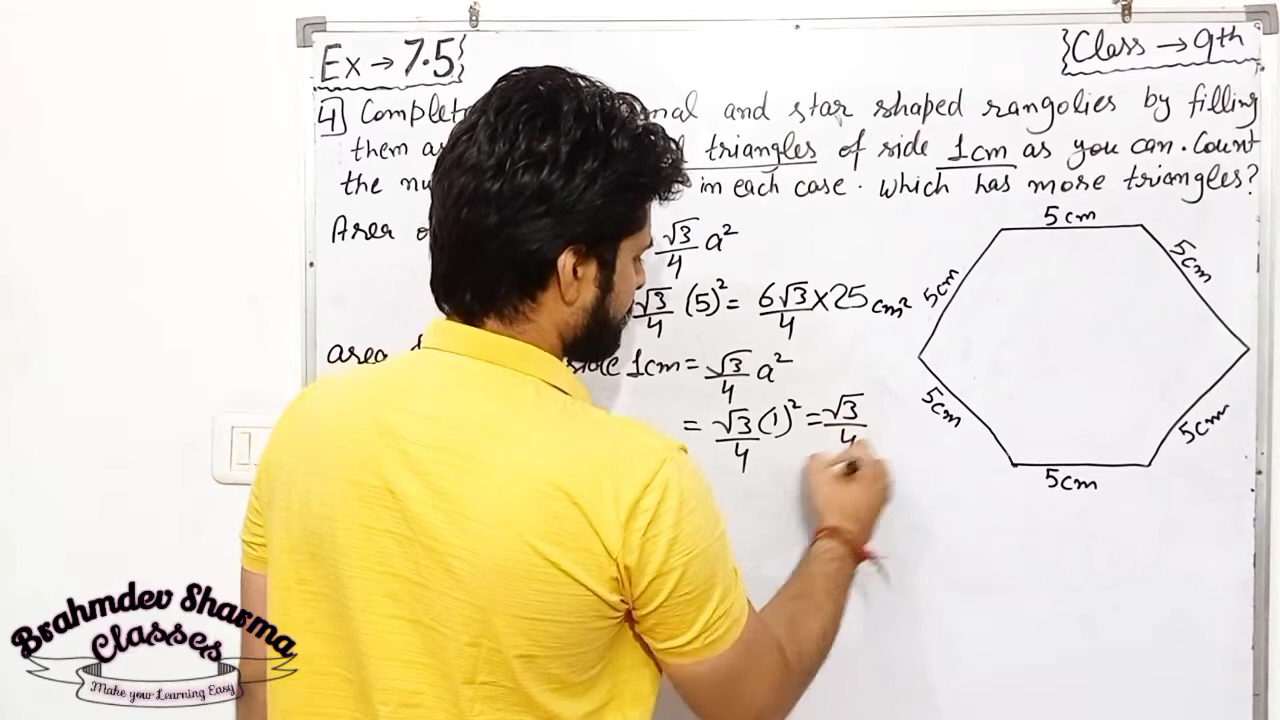 Ex → 7.5
Class → 9th
4] Complet nal and star shaped rangolies by filling
them as l triangles of side 1cm as you can. Count
the nu in each case. which has more triangles?
Area o √3/4 a²
√3/4 (5)² = 6√3/4 × 25 cm²
area side 1cm = √3/4 a²
= √3/4 (1)² = √3/4
5cm
5cm
5cm
5cm
5cm
5cm
Brahmdev Sharma
Classes
Make your Learning Easy